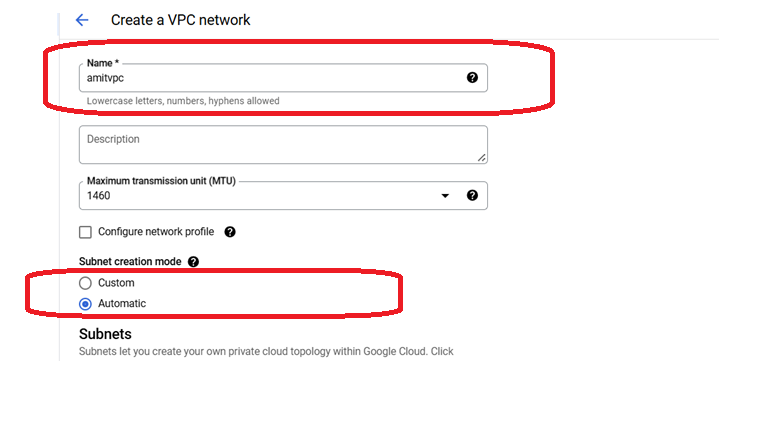 Create a VPC network
Name *
amitvpc
Lowercase letters, numbers, hyphens allowed
Description
Maximum transmission unit (MTU)
1460
Configure network profile
Subnet creation mode
Custom
Automatic
Subnets
Subnets let you create your own private cloud topology within Google Cloud. Click